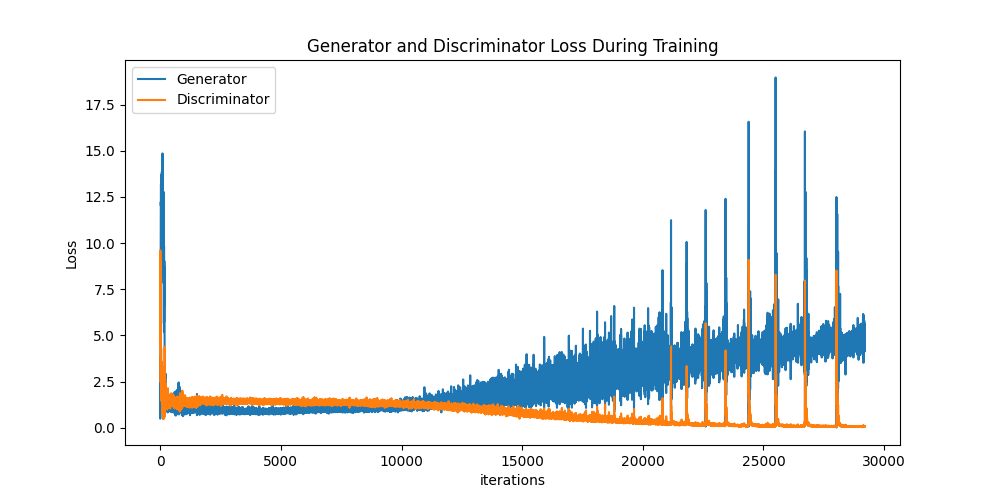 Generator and Discriminator Loss During Training
Generator
Discriminator
17.5
15.0
12.5
10.0
7.5
5.0
2.5
0.0
Loss
0 5000 10000 15000 20000 25000 30000
iterations